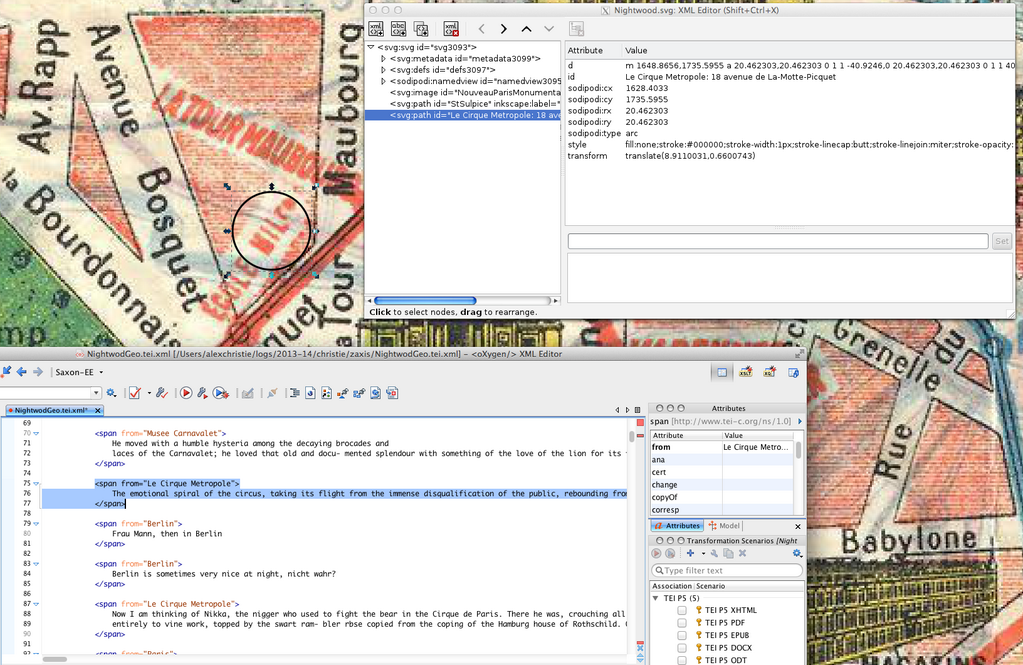 Av.Rapp
Avenue
Bosquet
la
Bourdonnais
LATOUR MAUBOURG
Maubourg
ECOLE MILRE
Tour
quet
mp
Nightwood.svg: XML Editor (Shift+Ctrl+X)
<svg:svg id="svg3093">
<svg:metadata id="metadata3099">
<svg:defs id="defs3097">
<sodipodi:namedview id="namedview3095
<svg:image id="NouveauParisMonumenta
<svg:path id="StSulpice" inkscape:label="
<svg:path id="Le Cirque Metropole: 18 ave
Click to select nodes, drag to rearrange.
Attribute Value
d m 1648.8656,1735.5955 a 20.462303,20.462303 0 1 1 -40.9246,0 20.462303,20.462303 0 1 1 40
id Le Cirque Metropole: 18 avenue de La-Motte-Picquet
sodipodi:cx 1628.4033
sodipodi:cy 1735.5955
sodipodi:rx 20.462303
sodipodi:ry 20.462303
sodipodi:type arc
style fill:none;stroke:#000000;stroke-width:1px;stroke-linecap:butt;stroke-linejoin:miter;stroke-opacity:
transform translate(8.9110031,0.6600743)
Set
Grenelle
du
Rue
Babylone
NightwodGeo.tei.xml [/Users/alexchristie/logs/2013-14/christie/zaxis/NightwodGeo.tei.xml] - <oXygen/> XML Editor
Saxon-EE
NightwodGeo.tei.xml*
69
70 <span from="Musee Carnavalet">
71 He moved with a humble hysteria among the decaying brocades and
72 laces of the Carnavalet; he loved that old and docu- mented splendour with something of the love of the lion for its
73 </span>
74
75 <span from="Le Cirque Metropole">
76 The emotional spiral of the circus, taking its flight from the immense disqualification of the public, rebounding fro
77 </span>
78
79 <span from="Berlin">
80 Frau Mann, then in Berlin
81 </span>
82
83 <span from="Berlin">
84 Berlin is sometimes very nice at night, nicht wahr?
85 </span>
86
87 <span from="Le Cirque Metropole">
88 Now I am thinking of Nikka, the nigger who used to fight the bear in the Cirque de Paris. There he was, crouching all
89 entirely to vine work, topped by the swart ram- bler rbse copied from the coping of the Hamburg house of Rothschild.
90 </span>
91
Attributes
span [http://www.tei-c.org/ns/1.0]
Attribute Value
from Le Cirque Metro...
ana
cert
change
copyOf
corresp
Attributes Model
Transformation Scenarios [Night
Type filter text
Association Scenario
TEI P5 (5)
TEI P5 XHTML
TEI P5 PDF
TEI P5 EPUB
TEI P5 DOCX
TEI P5 ODT